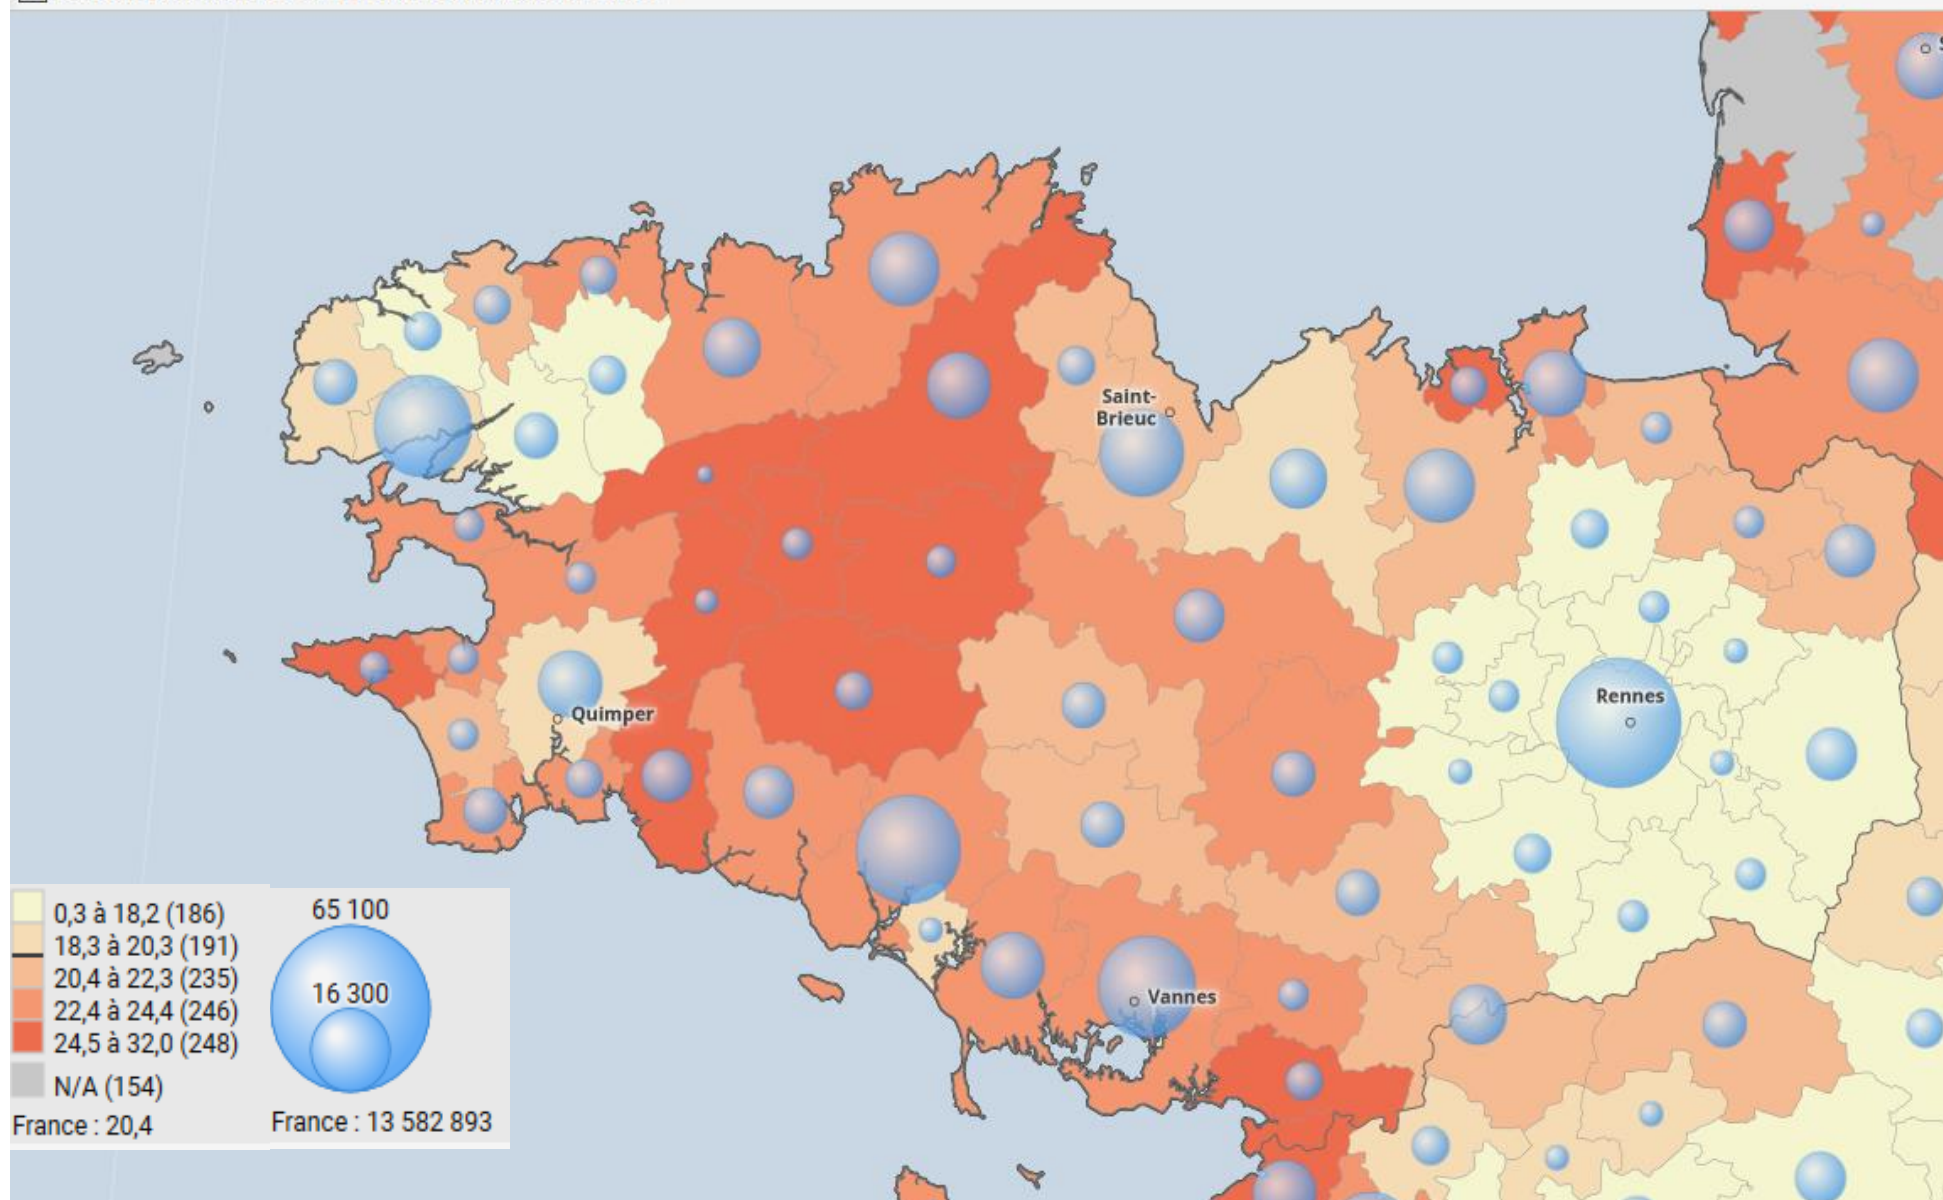 Saint-
Brieuc
Rennes
Quimper
Vannes
0,3 à 18,2 (186)
18,3 à 20,3 (191)
20,4 à 22,3 (235)
22,4 à 24,4 (246)
24,5 à 32,0 (248)
N/A (154)
France : 20,4
65 100
16 300
France : 13 582 893